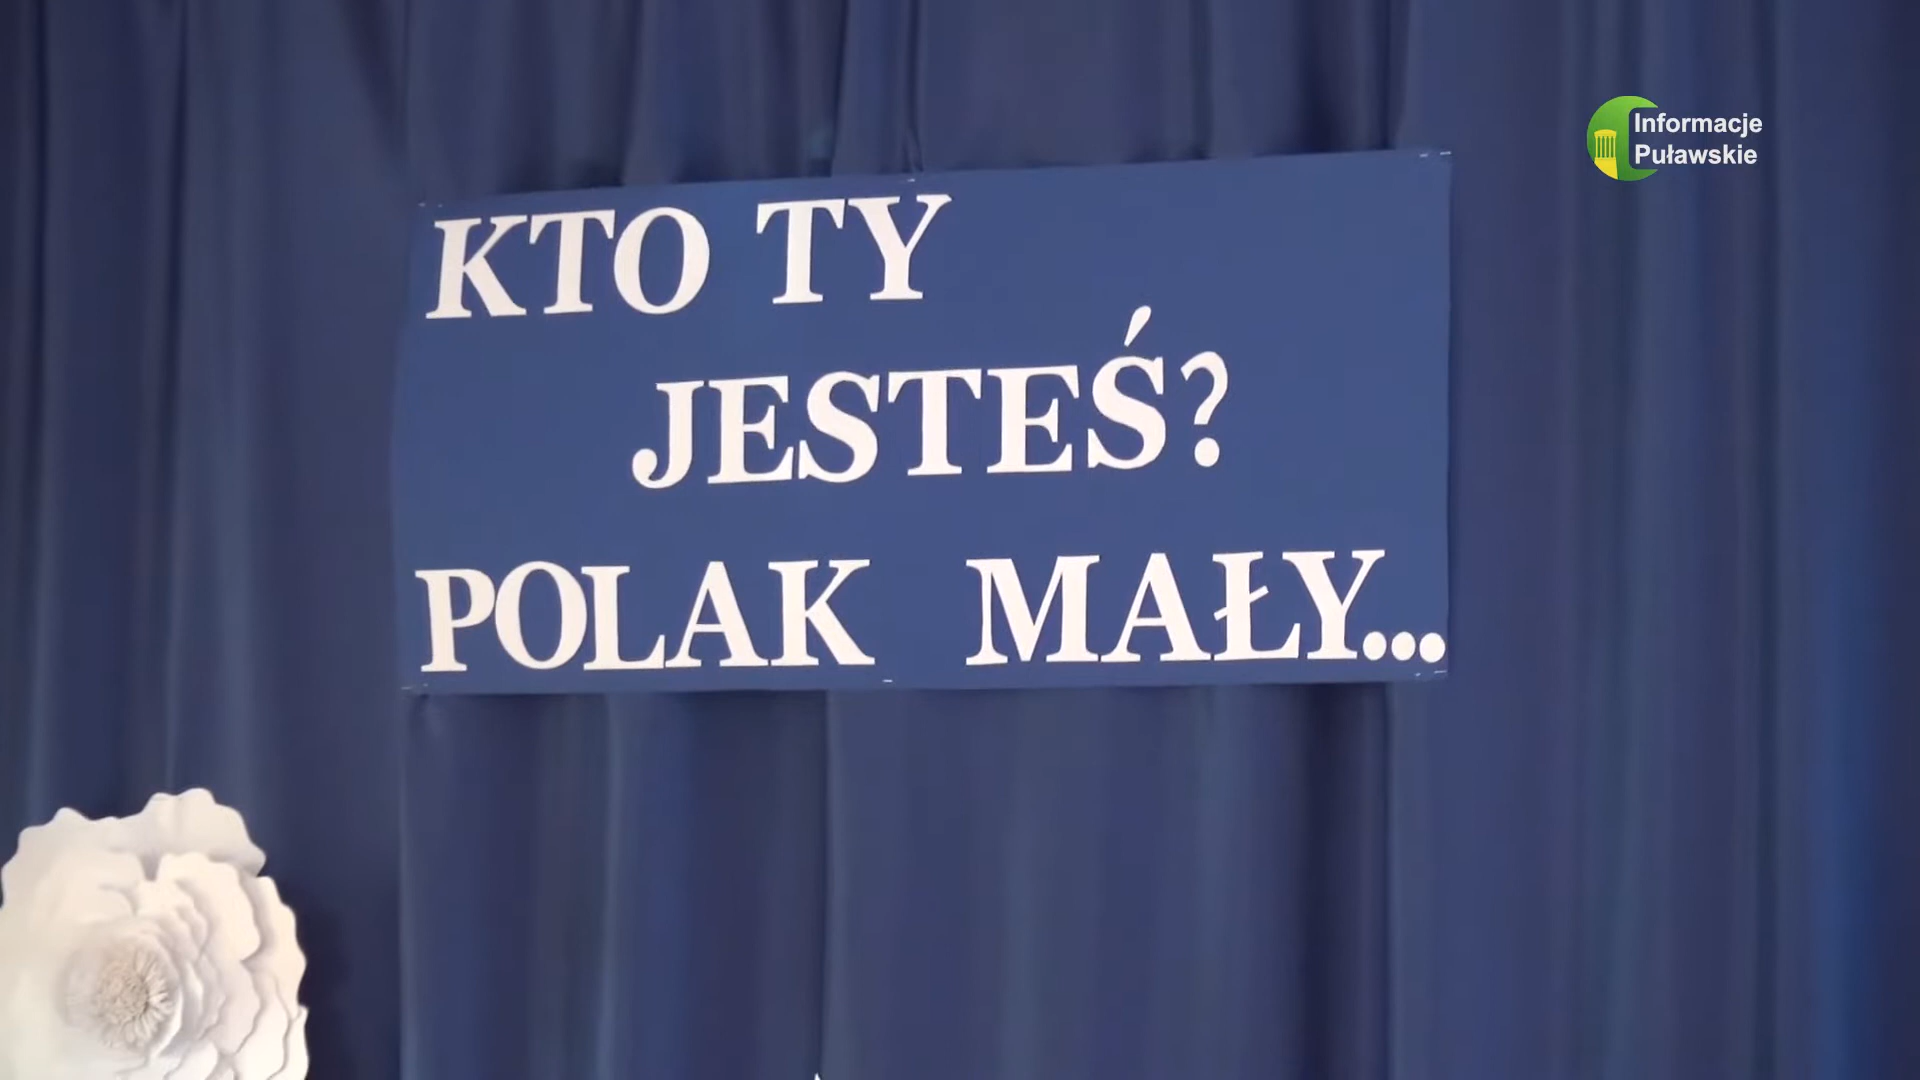 KTO TY
JESTEŚ?
POLAK MAŁY...
Informacje
Puławskie